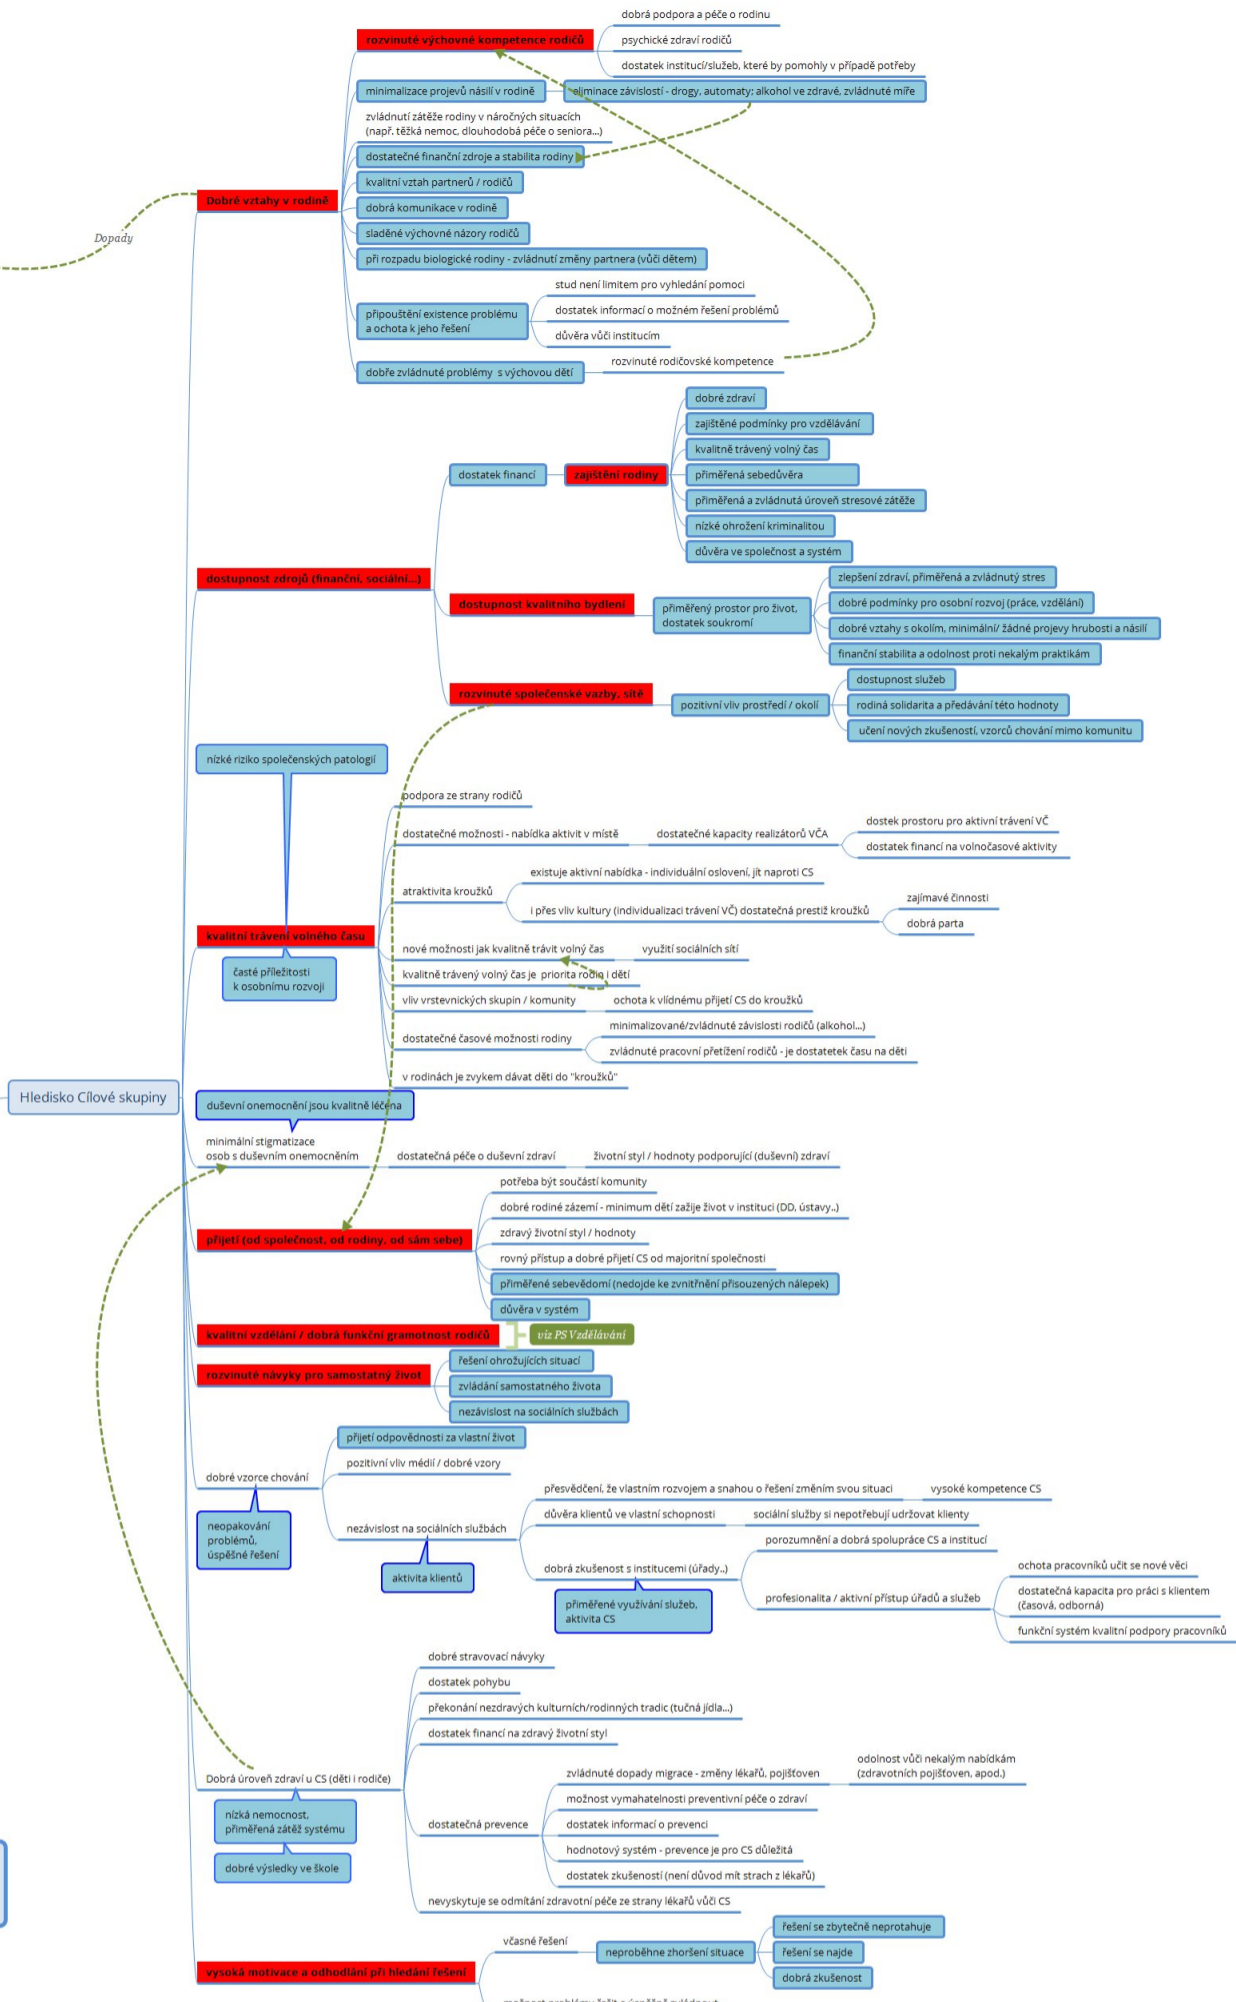 dobrá podpora a péče o rodinu
rozvinuté výchovné kompetence rodičů
psychické zdraví rodičů
dostatek institucí/služeb, které by pomohly v případě potřeby
minimalizace projevů násilí v rodině
eliminace závislostí - drogy, automaty; alkohol ve zdravé, zvládnuté míře
zvládnutí zátěže rodiny v náročných situacích
(např. těžká nemoc, dlouhodobá péče o seniora...)
dostatečné finanční zdroje a stabilita rodiny
kvalitní vztah partnerů / rodičů
Dobré vztahy v rodině
dobrá komunikace v rodině
sladěné výchovné názory rodičů
Dopady
při rozpadu biologické rodiny - zvládnutí změny partnera (vůči dětem)
připouštění existence problému
a ochota k jeho řešení
stud není limitem pro vyhledání pomoci
dostatek informací o možném řešení problémů
důvěra vůči institucím
dobře zvládnuté problémy s výchovou dětí
rozvinuté rodičovské kompetence
dostupnost zdrojů (finanční, sociální...)
dostatek financí
zajištění rodiny
dobré zdraví
zajištěné podmínky pro vzdělávání
kvalitně trávený volný čas
přiměřená sebedůvěra
přiměřená a zvládnutá úroveň stresové zátěže
nízké ohrožení kriminalitou
důvěra ve společnost a systém
dostupnost kvalitního bydlení
přiměřený prostor pro život,
dostatek soukromí
zlepšení zdraví, přiměřená a zvládnutý stres
dobré podmínky pro osobní rozvoj (práce, vzdělání)
dobré vztahy s okolím, minimální/ žádné projevy hrubosti a násilí
finanční stabilita a odolnost proti nekalým praktikám
rozvinuté společenské vazby, sítě
pozitivní vliv prostředí / okolí
dostupnost služeb
rodiná solidarita a předávání této hodnoty
učení nových zkušeností, vzorců chování mimo komunitu
nízké riziko společenských patologií
kvalitní trávení volného času
časté příležitosti
k osobnímu rozvoji
podpora ze strany rodičů
dostatečné možnosti - nabídka aktivit v místě
dostatečné kapacity realizátorů VČA
dostek prostoru pro aktivní trávení VČ
dostatek financí na volnočasové aktivity
atraktivita kroužků
existuje aktivní nabídka - individuální oslovení, jít naproti CS
i přes vliv kultury (individualizaci trávení VČ) dostatečná prestiž kroužků
zajímavé činnosti
dobrá parta
nové možnosti jak kvalitně trávit volný čas
využití sociálních sítí
kvalitně trávený volný čas je priorita rodin i dětí
vliv vrstevnických skupin / komunity
ochota k vlídnému přijetí CS do kroužků
dostatečné časové možnosti rodiny
minimalizované/zvládnuté závislosti rodičů (alkohol...)
zvládnuté pracovní přetížení rodičů - je dostatetek času na děti
v rodinách je zvykem dávat děti do "kroužků"
Hledisko Cílové skupiny
duševní onemocnění jsou kvalitně léčena
minimální stigmatizace
osob s duševním onemocněním
dostatečná péče o duševní zdraví
životní styl / hodnoty podporující (duševní) zdraví
přijetí (od společnost, od rodiny, od sám sebe)
potřeba být součástí komunity
dobré rodiné zázemí - minimum dětí zažije život v instituci (DD, ústavy..)
zdravý životní styl / hodnoty
rovný přístup a dobré přijetí CS od majoritní společnosti
přiměřené sebevědomí (nedojde ke zvnitřnění přisouzených nálepek)
důvěra v systém
kvalitní vzdělání / dobrá funkční gramotnost rodičů
viz PS Vzdělávání
rozvinuté návyky pro samostatný život
řešení ohrožujících situací
zvládání samostatného života
nezávislost na sociálních službách
dobré vzorce chování
neopakování
problémů,
úspěšné řešení
přijetí odpovědnosti za vlastní život
pozitivní vliv médií / dobré vzory
nezávislost na sociálních službách
aktivita klientů
přesvědčení, že vlastním rozvojem a snahou o řešení změním svou situaci
vysoké kompetence CS
důvěra klientů ve vlastní schopnosti
sociální služby si nepotřebují udržovat klienty
dobrá zkušenost s institucemi (úřady..)
přiměřené využívání služeb,
aktivita CS
porozumnění a dobrá spolupráce CS a institucí
profesionalita / aktivní přístup úřadů a služeb
ochota pracovníků učit se nové věci
dostatečná kapacita pro práci s klientem
(časová, odborná)
funkční systém kvalitní podpory pracovníků
Dobrá úroveň zdraví u CS (děti i rodiče)
nízká nemocnost,
přiměřená zátěž systému
dobré výsledky ve škole
dobré stravovací návyky
dostatek pohybu
překonání nezdravých kulturních/rodinných tradic (tučná jídla...)
dostatek financí na zdravý životní styl
dostatečná prevence
zvládnuté dopady migrace - změny lékařů, pojišťoven
odolnost vůči nekalým nabídkám
(zdravotních pojišťoven, apod.)
možnost vymahatelnosti preventivní péče o zdraví
dostatek informací o prevenci
hodnotový systém - prevence je pro CS důležitá
dostatek zkušeností (není důvod mít strach z lékařů)
nevyskytuje se odmítání zdravotní péče ze strany lékařů vůči CS
vysoká motivace a odhodlání při hledání řešení
včasné řešení
neproběhne zhoršení situace
řešení se zbytečně neprotahuje
řešení se najde
dobrá zkušenost